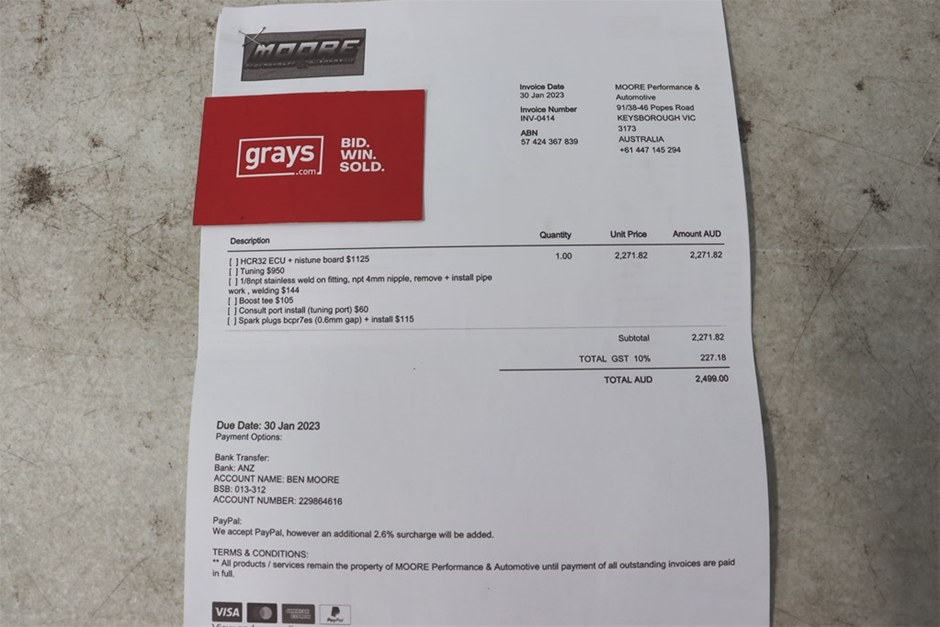 MOORE
grays
.com
BID.
WIN.
SOLD.
Invoice Date
30 Jan 2023
Invoice Number
INV-0414
ABN
57 424 367 839
MOORE Performance &
Automotive
91/38-46 Popes Road
KEYSBOROUGH VIC
3173
AUSTRALIA
+61 447 145 294
Description Quantity Unit Price Amount AUD
[ ] HCR32 ECU + nistune board $1125 1.00 2,271.82 2,271.82
[ ] Tuning $950
[ ] 1/8npt stainless weld on fitting, npt 4mm nipple, remove + install pipe
work , welding $144
[ ] Boost tee $105
[ ] Consult port install (tuning port) $60
[ ] Spark plugs bcpr7es (0.6mm gap) + install $115
Subtotal 2,271.82
TOTAL GST 10% 227.18
TOTAL AUD 2,499.00
Due Date: 30 Jan 2023
Payment Options:
Bank Transfer:
Bank: ANZ
ACCOUNT NAME: BEN MOORE
BSB: 013-312
ACCOUNT NUMBER: 229864616
PayPal:
We accept PayPal, however an additional 2.6% surcharge will be added.
TERMS & CONDITIONS:
** All products / services remain the property of MOORE Performance & Automotive until payment of all outstanding invoices are paid
in full.
VISA AMERICAN EXPRESS PayPal